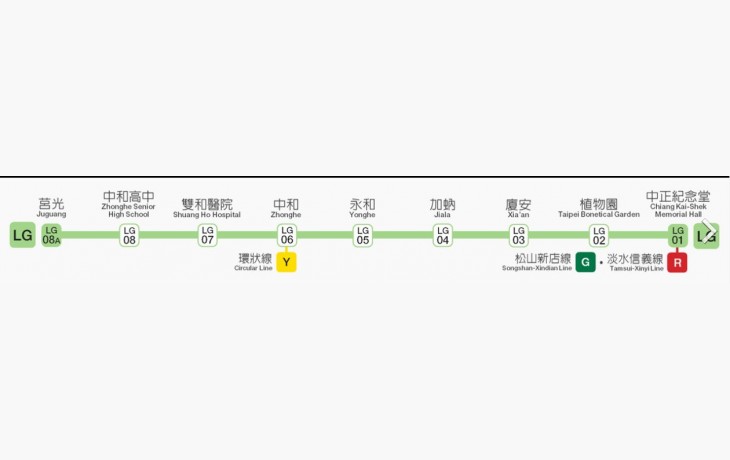 莒光
Juguang
中和高中
Zhonghe Senior
High School
雙和醫院
Shuang Ho Hospital
中和
Zhonghe
永和
Yonghe
加蚋
Jiala
廈安
Xia'an
植物園
Taipei Bonetical Garden
中正紀念堂
Chiang Kai-Shek
Memorial Hall
LG
LG
08A
LG
08
LG
07
LG
06
LG
05
LG
04
LG
03
LG
02
LG
01
LG
環狀線
Circular Line
Y
松山新店線
Songshan-Xindian Line
G
•
淡水信義線
Tamsui-Xinyi Line
R